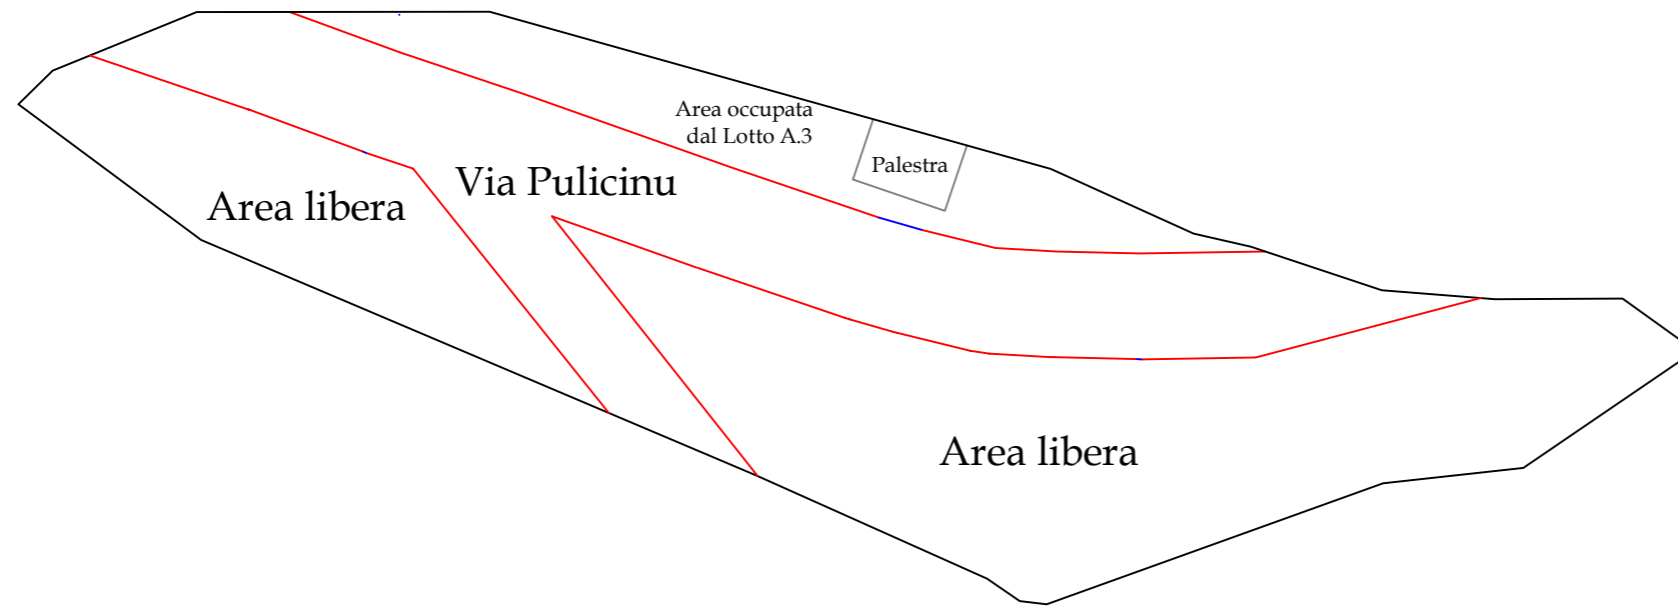 Area occupata
dal Lotto A.3
Palestra
Via Pulicinu
Area libera
Area libera